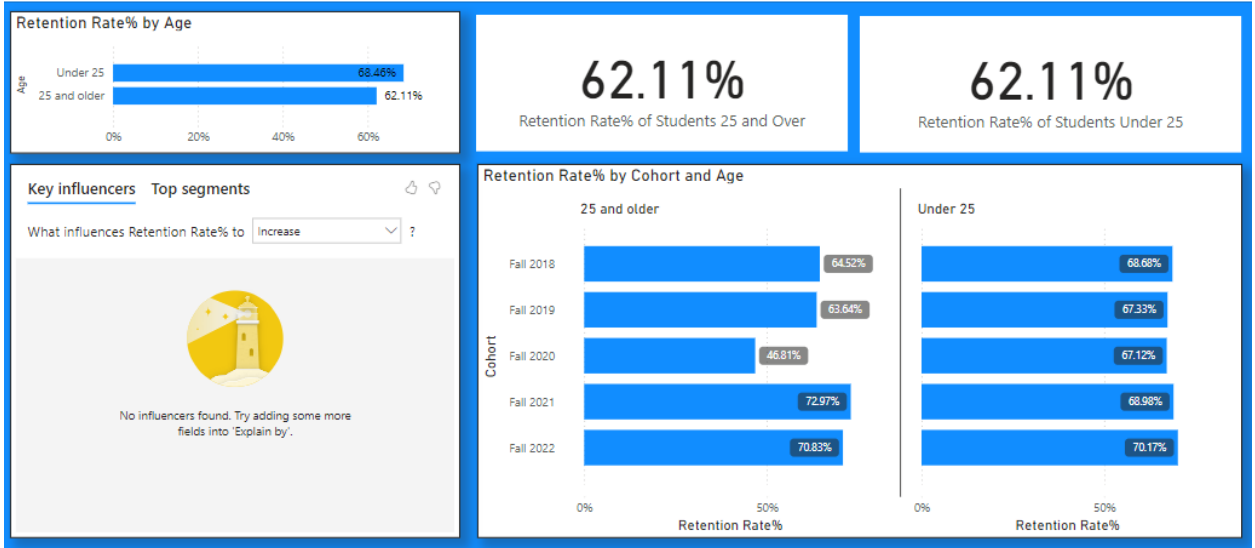 Retention Rate% by Age
Age
Under 25
68.46%
25 and older
62.11%
0%
20%
40%
60%
62.11%
Retention Rate% of Students 25 and Over
62.11%
Retention Rate% of Students Under 25
Key influencers
Top segments
What influences Retention Rate% to
Increase
?
No influencers found. Try adding some more
fields into 'Explain by'.
Retention Rate% by Cohort and Age
25 and older
Under 25
Cohort
Fall 2018
64.52%
68.68%
Fall 2019
63.64%
67.33%
Fall 2020
46.81%
67.12%
Fall 2021
72.97%
68.98%
Fall 2022
70.83%
70.17%
0%
50%
0%
50%
Retention Rate%
Retention Rate%